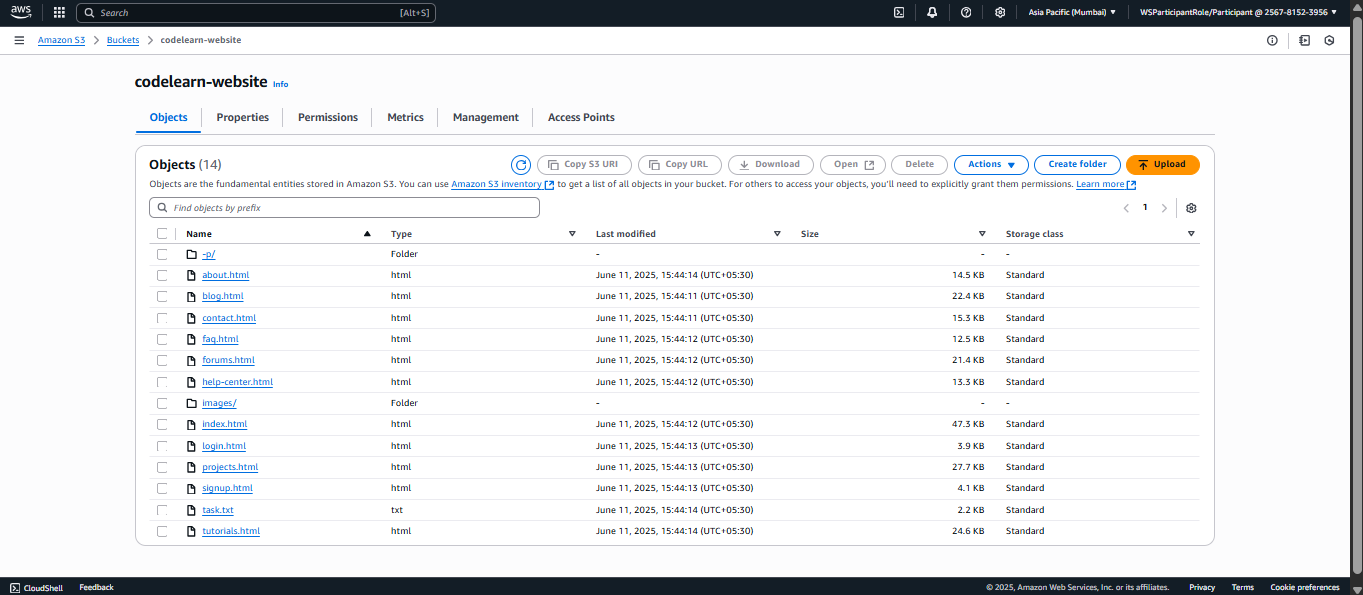 aws Search [Alt+S] Asia Pacific (Mumbai) WSParticipantRole/Participant @ 2567-8152-3956
Amazon S3 > Buckets > codelearn-website
codelearn-website Info
Objects Properties Permissions Metrics Management Access Points
Objects (14) Copy S3 URI Copy URL Download Open Delete Actions Create folder Upload
Objects are the fundamental entities stored in Amazon S3. You can use Amazon S3 inventory to get a list of all objects in your bucket. For others to access your objects, you'll need to explicitly grant them permissions. Learn more
Find objects by prefix 1
Name Type Last modified Size Storage class
-p/ Folder - - -
about.html html June 11, 2025, 15:44:14 (UTC+05:30) 14.5 KB Standard
blog.html html June 11, 2025, 15:44:11 (UTC+05:30) 22.4 KB Standard
contact.html html June 11, 2025, 15:44:11 (UTC+05:30) 15.3 KB Standard
faq.html html June 11, 2025, 15:44:12 (UTC+05:30) 12.5 KB Standard
forums.html html June 11, 2025, 15:44:12 (UTC+05:30) 21.4 KB Standard
help-center.html html June 11, 2025, 15:44:12 (UTC+05:30) 13.3 KB Standard
images/ Folder - - -
index.html html June 11, 2025, 15:44:12 (UTC+05:30) 47.3 KB Standard
login.html html June 11, 2025, 15:44:13 (UTC+05:30) 3.9 KB Standard
projects.html html June 11, 2025, 15:44:13 (UTC+05:30) 27.7 KB Standard
signup.html html June 11, 2025, 15:44:13 (UTC+05:30) 4.1 KB Standard
task.txt txt June 11, 2025, 15:44:14 (UTC+05:30) 2.2 KB Standard
tutorials.html html June 11, 2025, 15:44:14 (UTC+05:30) 24.6 KB Standard
CloudShell Feedback © 2025, Amazon Web Services, Inc. or its affiliates. Privacy Terms Cookie preferences